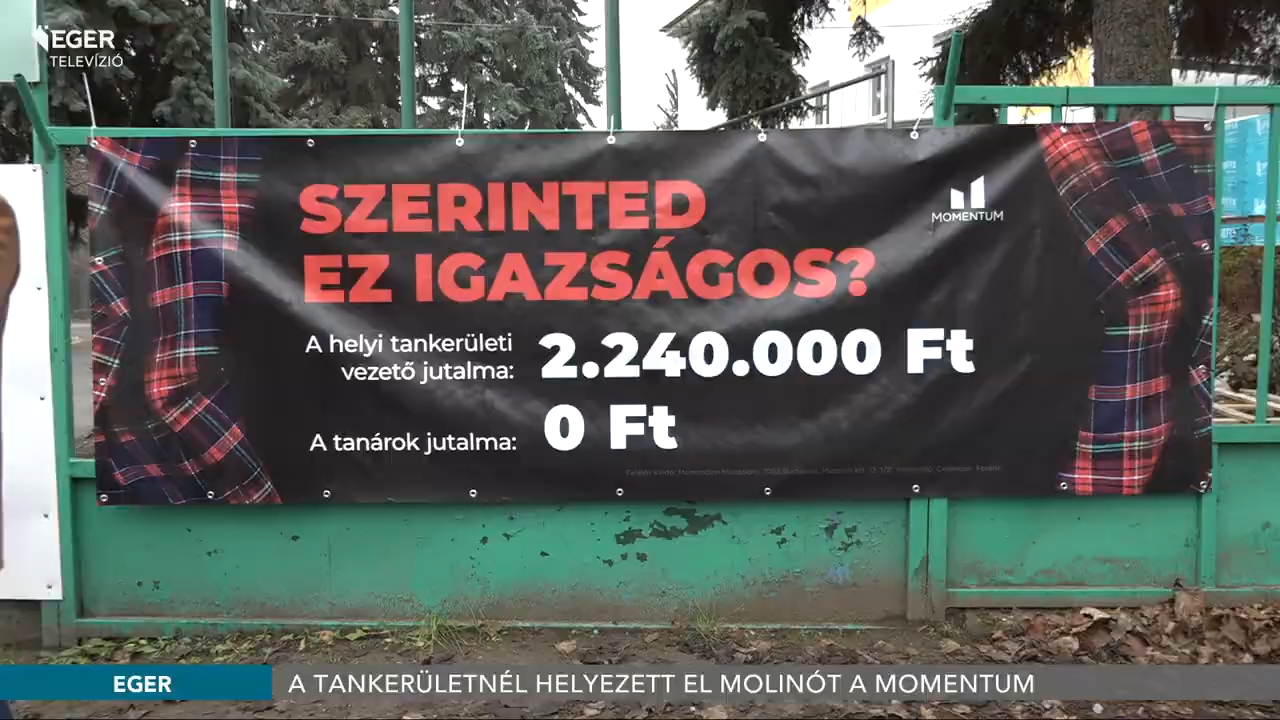 EGER
TELEVÍZIÓ
SZERINTED
EZ IGAZSÁGOS?
MOMENTUM
A helyi tankerületi
vezető jutalma:
2.240.000 Ft
A tanárok jutalma:
0 Ft
EGER
A TANKERÜLETNÉL HELYEZETT EL MOLINÓT A MOMENTUM